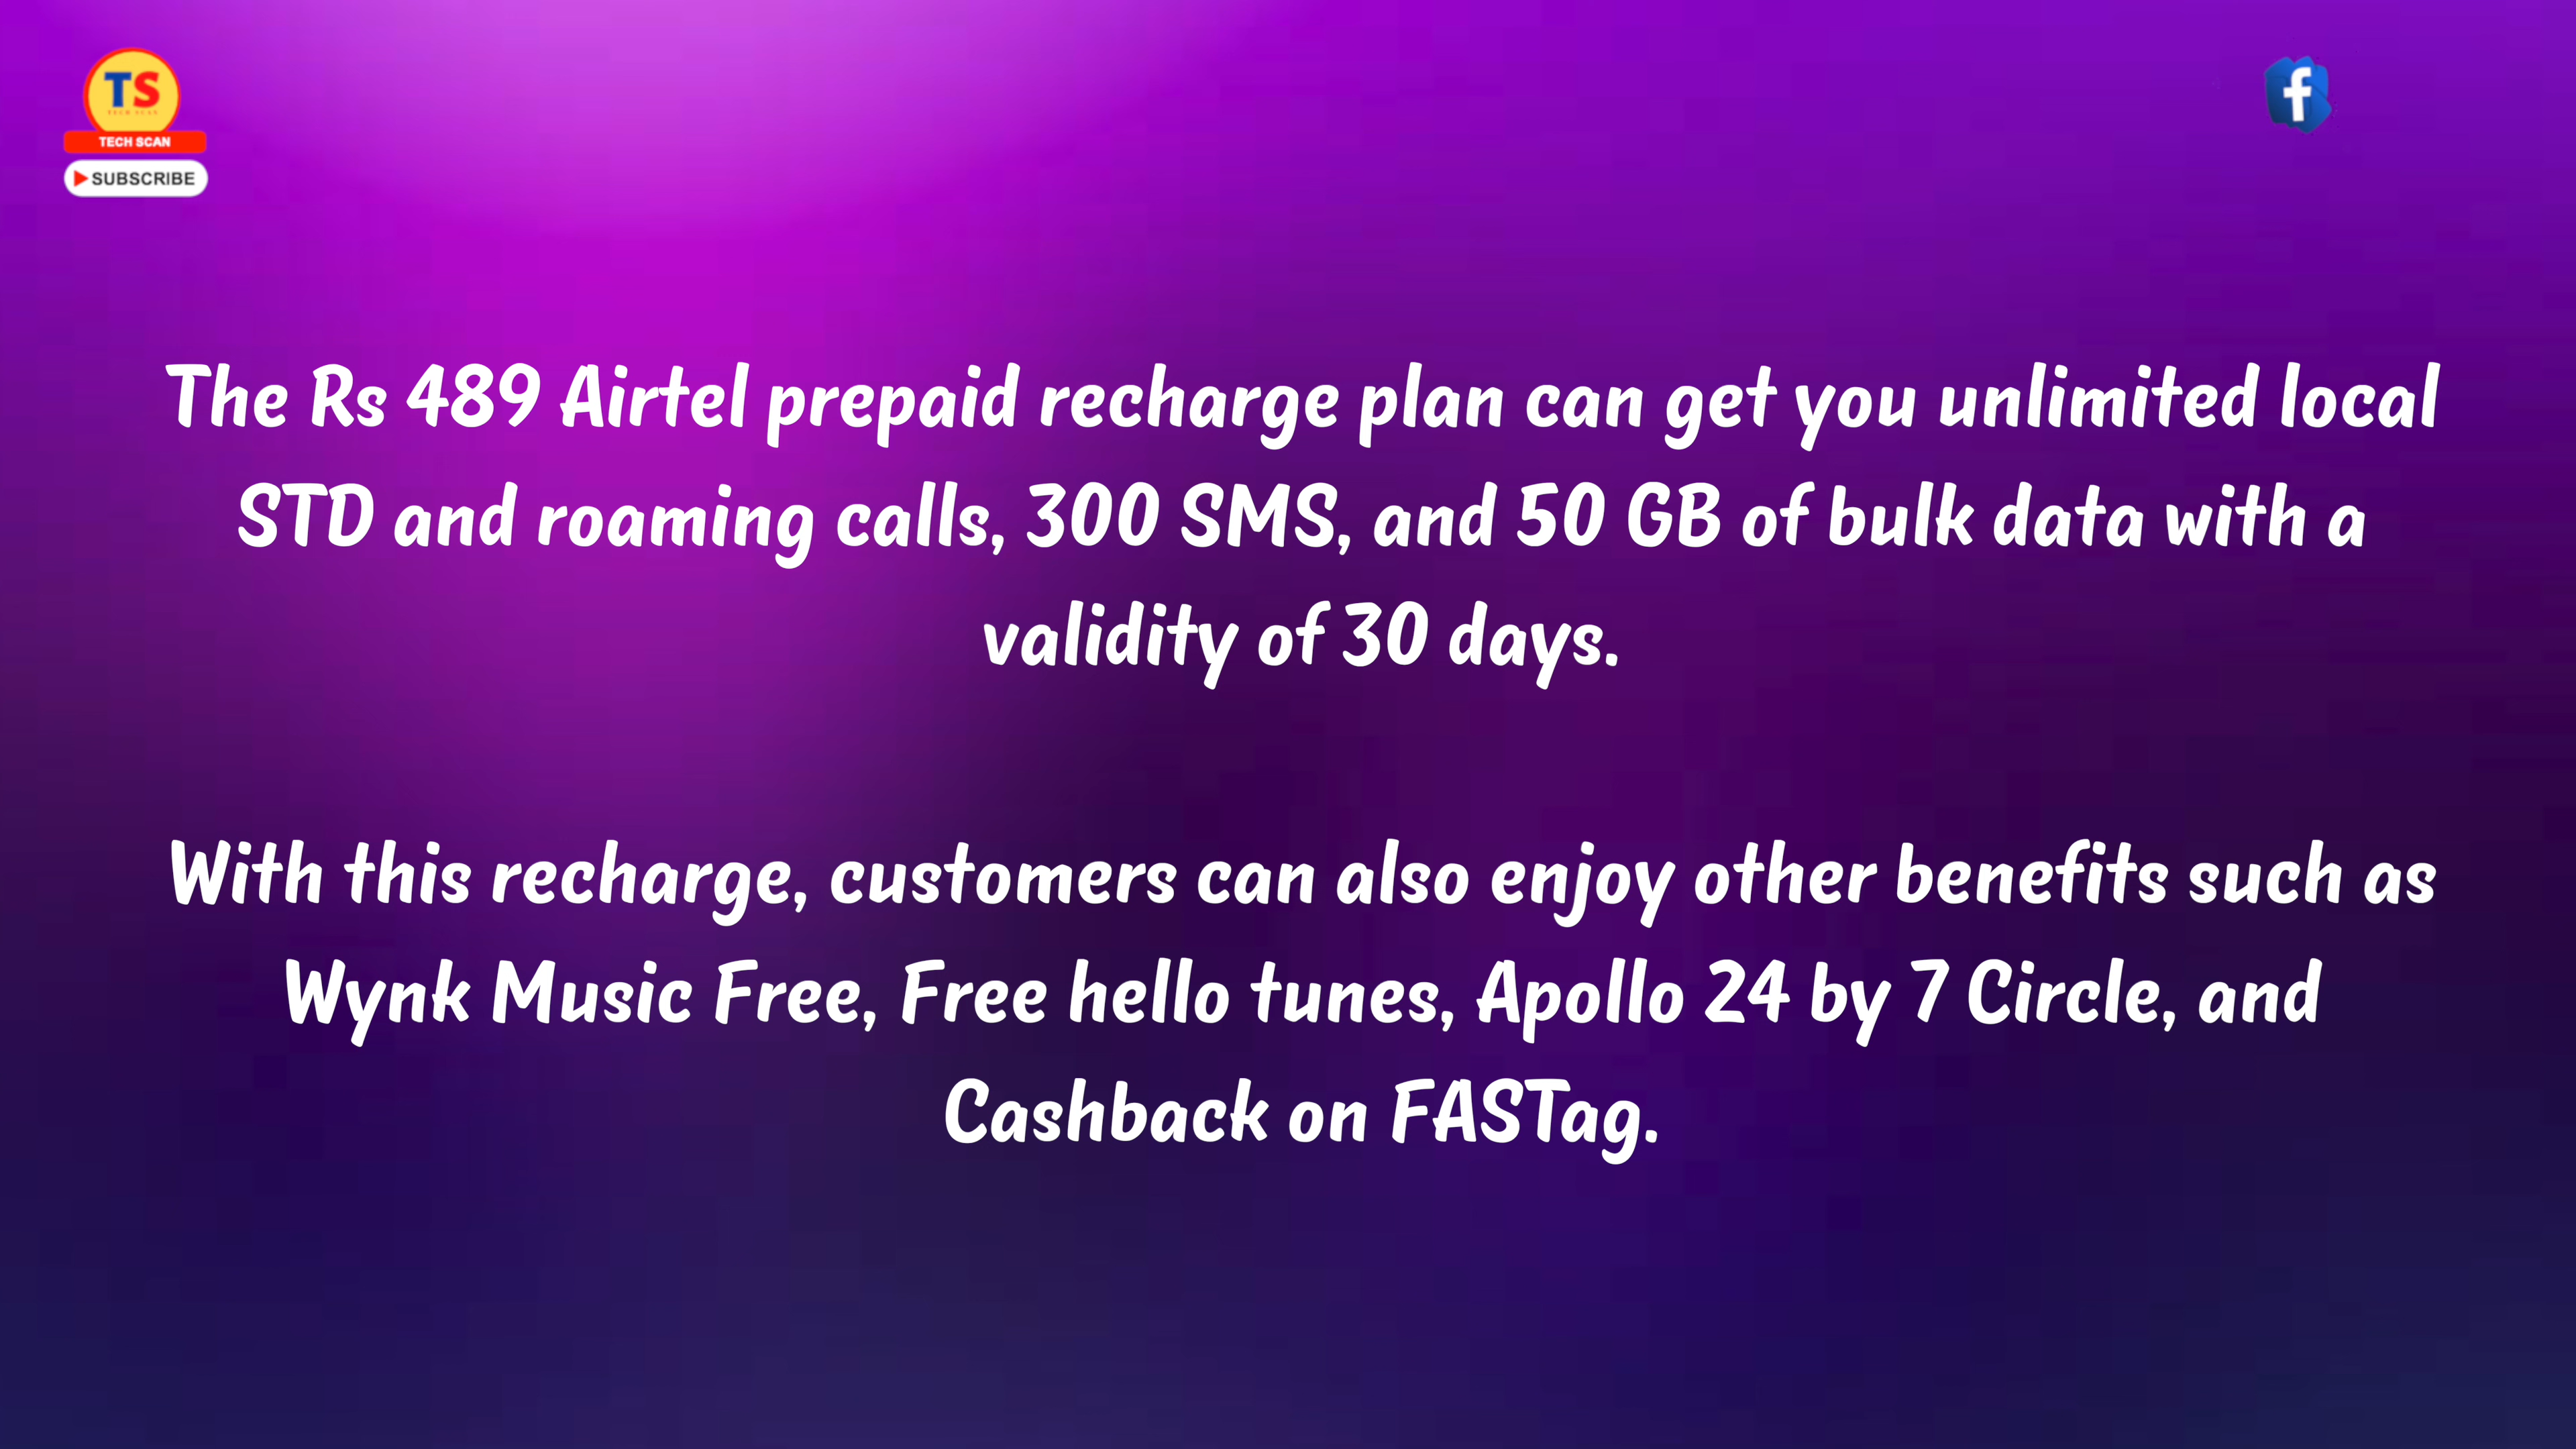 TS
TECH SCAN
TECH SCAN
SUBSCRIBE
f
The Rs 489 Airtel prepaid recharge plan can get you unlimited local
STD and roaming calls, 300 SMS, and 50 GB of bulk data with a
validity of 30 days.
With this recharge, customers can also enjoy other benefits such as
Wynk Music Free, Free hello tunes, Apollo 24 by 7 Circle, and
Cashback on FASTag.